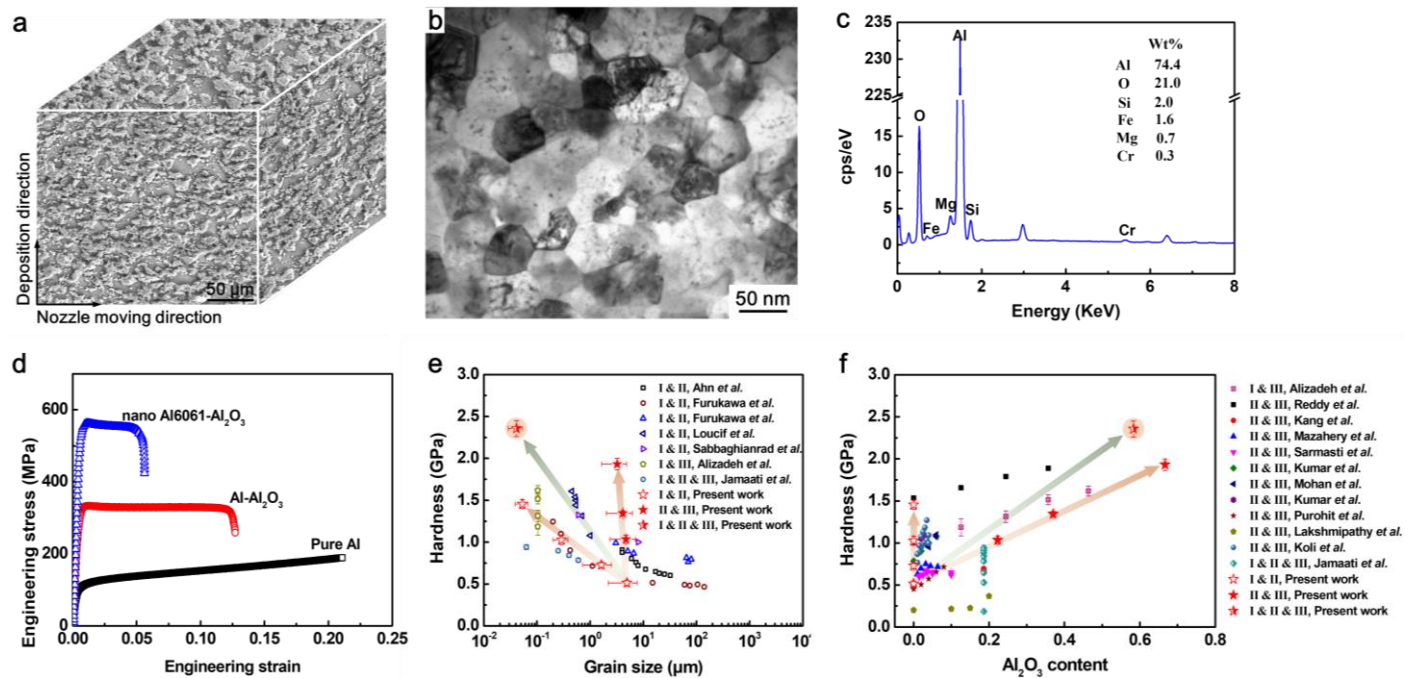 a
Deposition direction
50 μm
Nozzle moving direction
b
50 nm
c
cps/eV
235
230
225
15
10
5
0
0
2
4
6
8
Energy (KeV)
O
Fe
Mg
Al
Si
Cr
Wt%
Al 74.4
O 21.0
Si 2.0
Fe 1.6
Mg 0.7
Cr 0.3
d
Engineering stress (MPa)
600
400
200
0
0.00
0.05
0.10
0.15
0.20
0.25
Engineering strain
nano Al6061-Al₂O₃
Al-Al₂O₃
Pure Al
e
Hardness (GPa)
3.0
2.5
2.0
1.5
1.0
0.5
0.0
10⁻²
10⁻¹
10⁰
10¹
10²
10³
Grain size (μm)
I & II, Ahn et al.
I & II, Furukawa et al.
I & II, Furukawa et al.
I & II, Loucif et al.
I & II, Sabbaghianrad et al.
I & III, Alizadeh et al.
I & II & III, Jamaati et al.
I & II, Present work
II & III, Present work
I & II & III, Present work
f
Hardness (GPa)
3.0
2.5
2.0
1.5
1.0
0.5
0.0
0.0
0.2
0.4
0.6
0.8
Al₂O₃ content
I & III, Alizadeh et al.
II & III, Reddy et al.
II & III, Kang et al.
II & III, Mazahery et al.
II & III, Sarmasti et al.
II & III, Kumar et al.
II & III, Mohan et al.
II & III, Kumar et al.
II & III, Purohit et al.
II & III, Lakshmipathy et al.
II & III, Koli et al.
I & II & III, Jamaati et al.
I & II, Present work
II & III, Present work
I & II & III, Present work